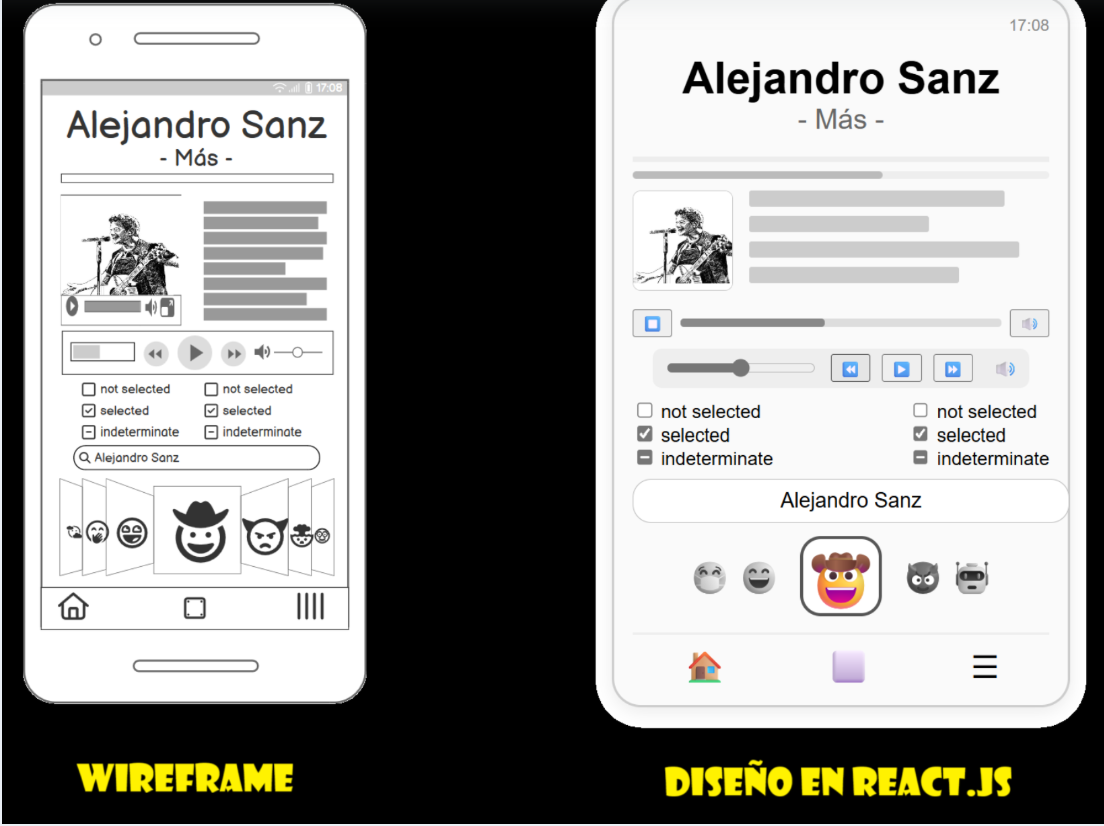 17:08
Alejandro Sanz
- Más -
not selected
not selected
selected
selected
indeterminate
indeterminate
Alejandro Sanz
WIREFRAME
17:08
Alejandro Sanz
- Más -
not selected
not selected
selected
selected
indeterminate
indeterminate
Alejandro Sanz
DISEÑO EN REACT.JS